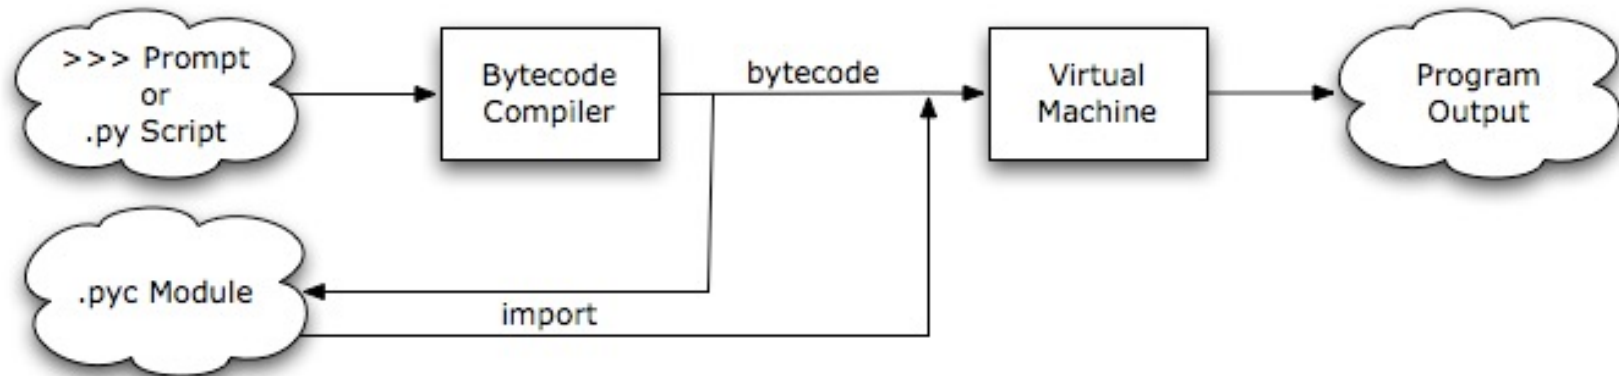 >>> Prompt
or
.py Script
Bytecode
Compiler
bytecode
Virtual
Machine
Program
Output
.pyc Module
import